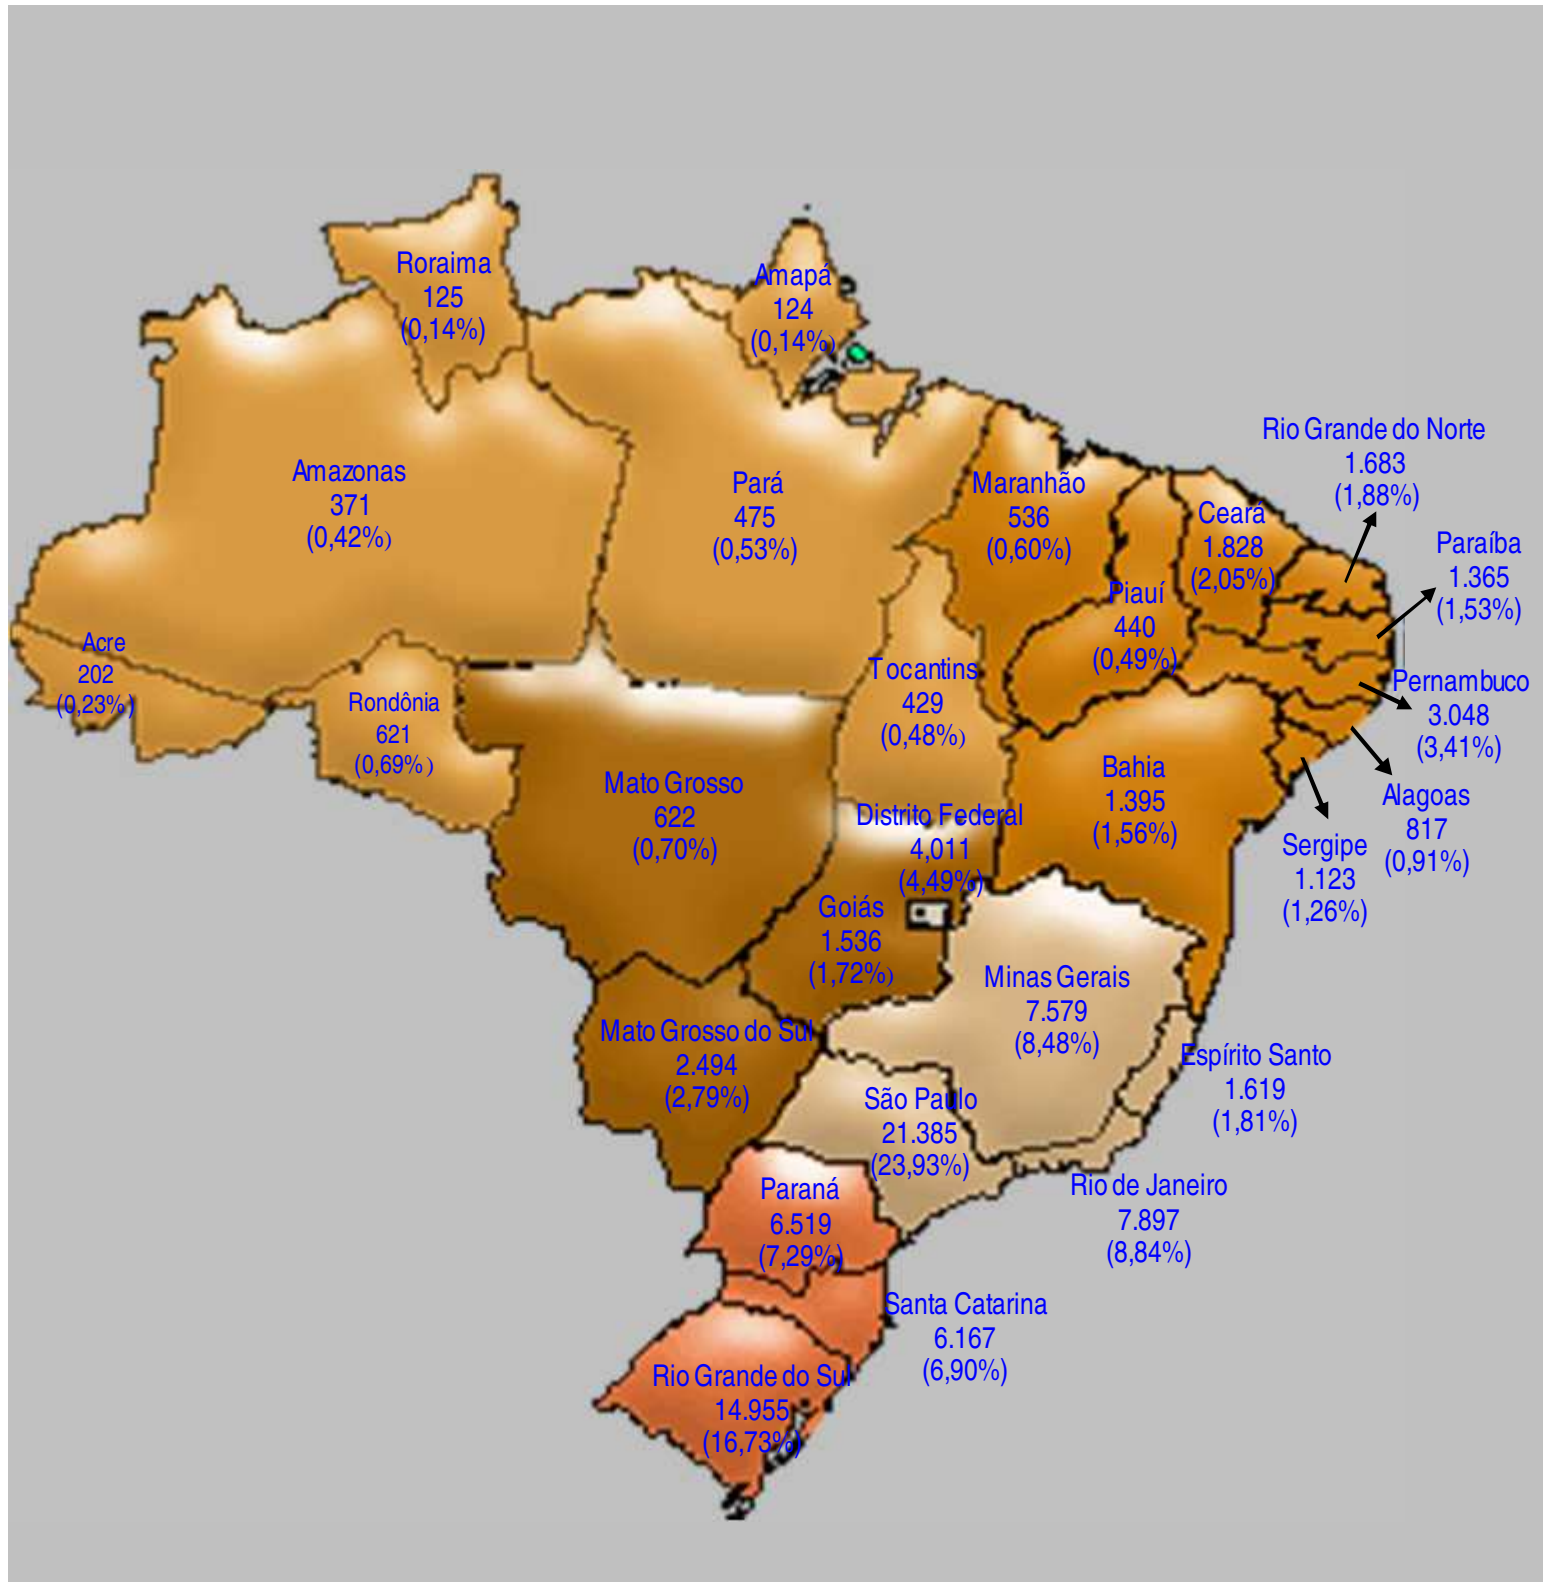 Roraima
125
(0,14%)
Amapá
124
(0,14%)
Rio Grande do Norte
1.683
(1,88%)
Amazonas
371
(0,42%)
Pará
475
(0,53%)
Maranhão
536
(0,60%)
Ceará
1.828
(2,05%)
Paraíba
1.365
(1,53%)
Piauí
440
(0,49%)
Acre
202
(0,23%)
Rondônia
621
(0,69%)
Tocantins
429
(0,48%)
Pernambuco
3.048
(3,41%)
Mato Grosso
622
(0,70%)
Bahia
1.395
(1,56%)
Alagoas
817
(0,91%)
Distrito Federal
4,011
(4,49%)
Sergipe
1.123
(1,26%)
Goiás
1.536
(1,72%)
Minas Gerais
7.579
(8,48%)
Mato Grosso do Sul
2.494
(2,79%)
Espírito Santo
1.619
(1,81%)
São Paulo
21.385
(23,93%)
Rio de Janeiro
7.897
(8,84%)
Paraná
6.519
(7,29%)
Santa Catarina
6.167
(6,90%)
Rio Grande do Sul
14.955
(16,73%)